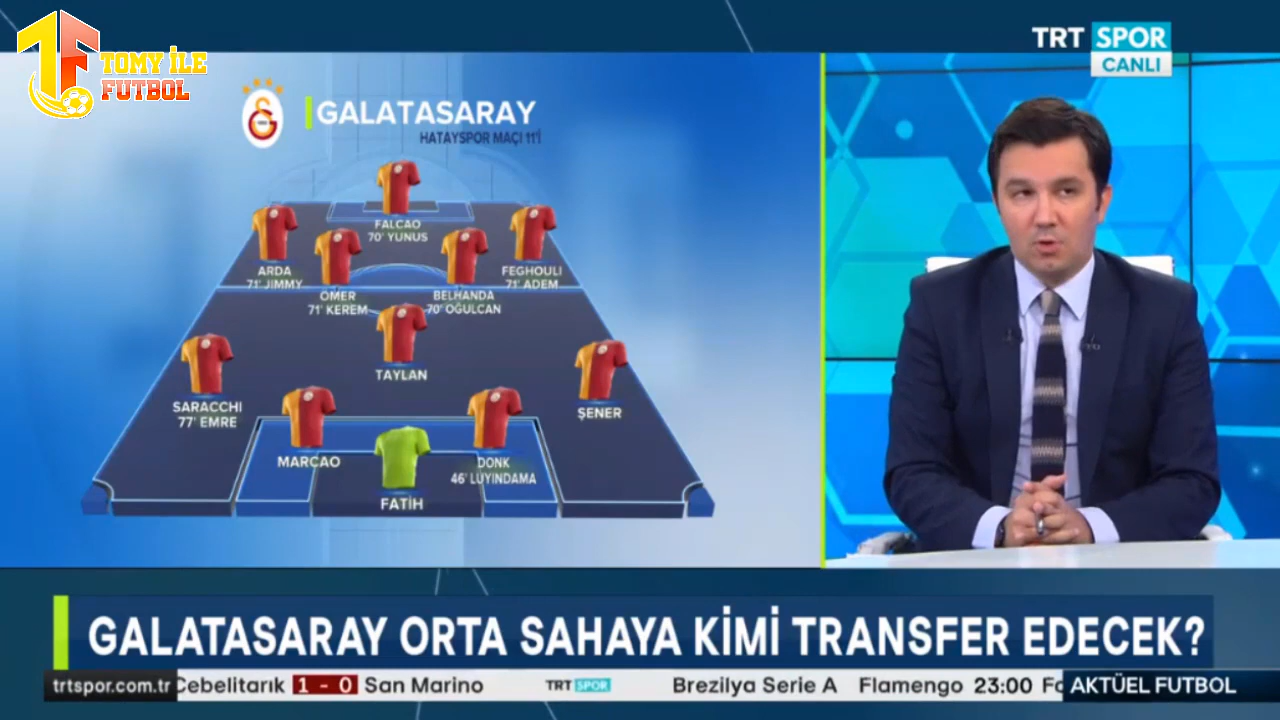 TOMY İLE
FUTBOL
TRT SPOR
CANLI
GALATASARAY
HATAYSPOR MAÇI 11'İ
FALCAO
70' YUNUS
ARDA
71' JIMMY
FEGHOULI
71' ADEM
ÖMER
71' KEREM
BELHANDA
70' OĞULCAN
TAYLAN
SARACCHI
77' EMRE
ŞENER
MARCAO
DONK
46' LUYINDAMA
FATİH
GALATASARAY ORTA SAHAYA KİMİ TRANSFER EDECEK?
trtspor.com.tr Cebelitarık 1 - 0 San Marino TRT SPOR Brezilya Serie A Flamengo 23:00 AKTÜEL FUTBOL